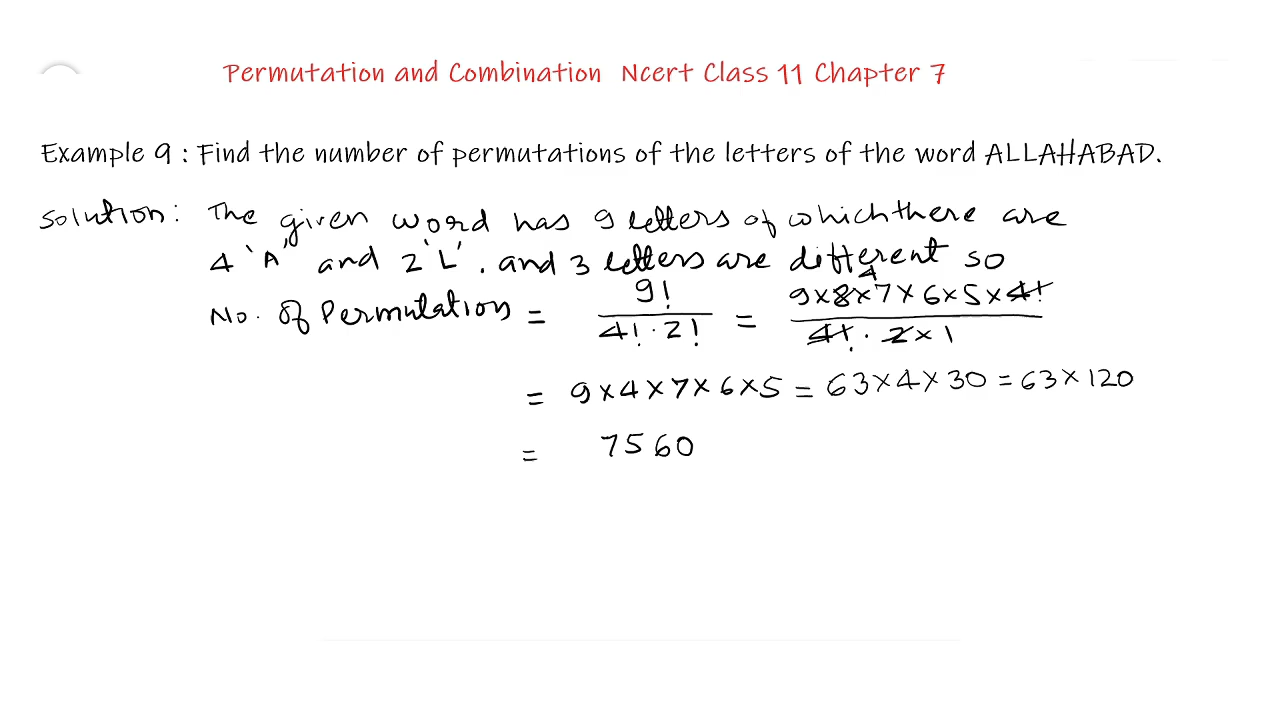 Permutation and Combination Ncert Class 11 Chapter 7
Example 9 : Find the number of permutations of the letters of the word ALLAHABAD.
Solution: The given word has 9 letters of which there are
4 'A' and 2 'L', and 3 letters are different so
No. of Permutation = 9!/(4! · 2!) = (9 × 8 × 7 × 6 × 5 × 4!)/(4! · 2 × 1)
4
= 9 × 4 × 7 × 6 × 5 = 63 × 4 × 30 = 63 × 120
= 7560